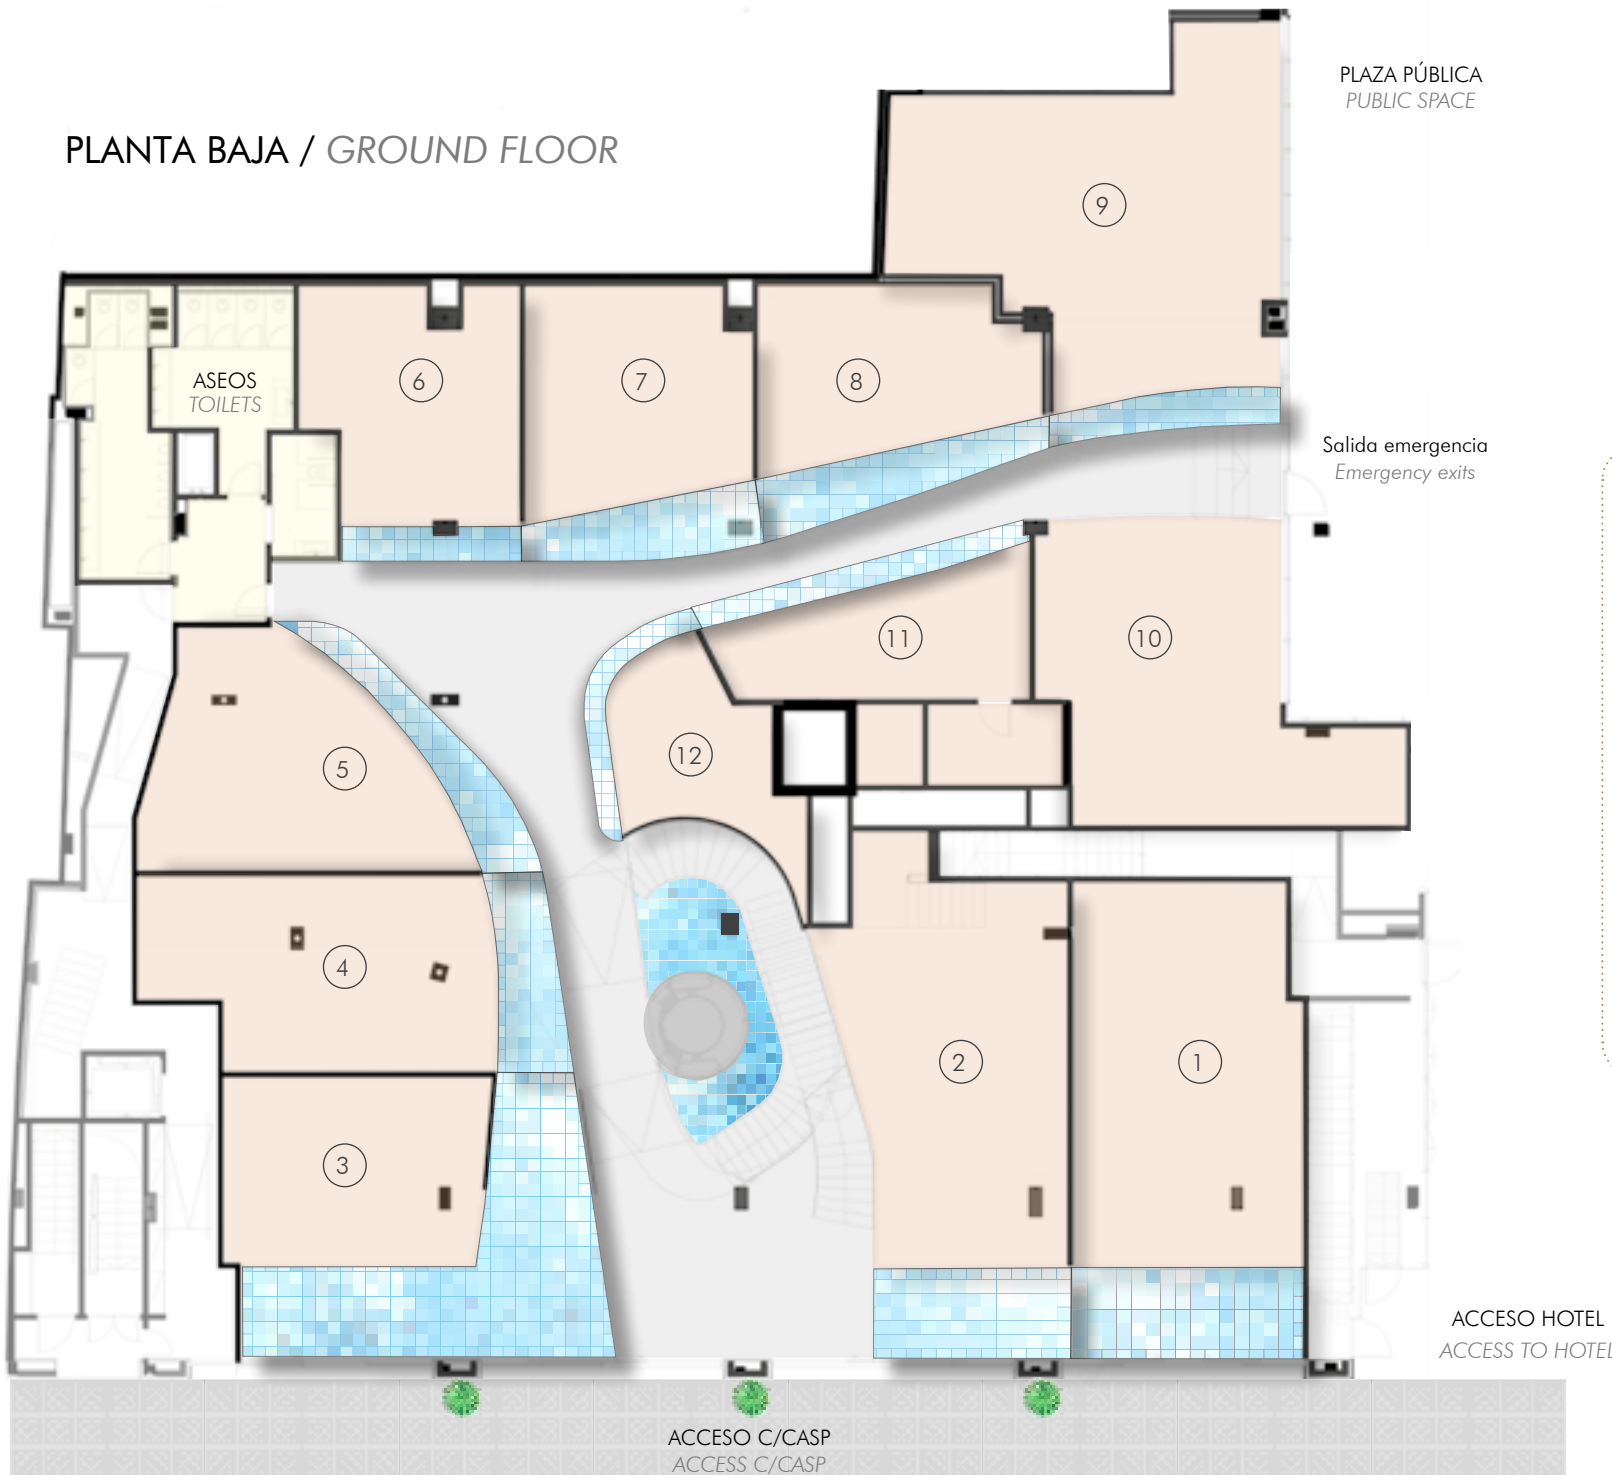 PLAZA PÚBLICA
PUBLIC SPACE
PLANTA BAJA / GROUND FLOOR
9
ASEOS
TOILETS
6
7
8
Salida emergencia
Emergency exits
11
10
12
5
4
2
1
3
ACCESO HOTEL
ACCESS TO HOTEL
ACCESO C/CASP
ACCESS C/CASP